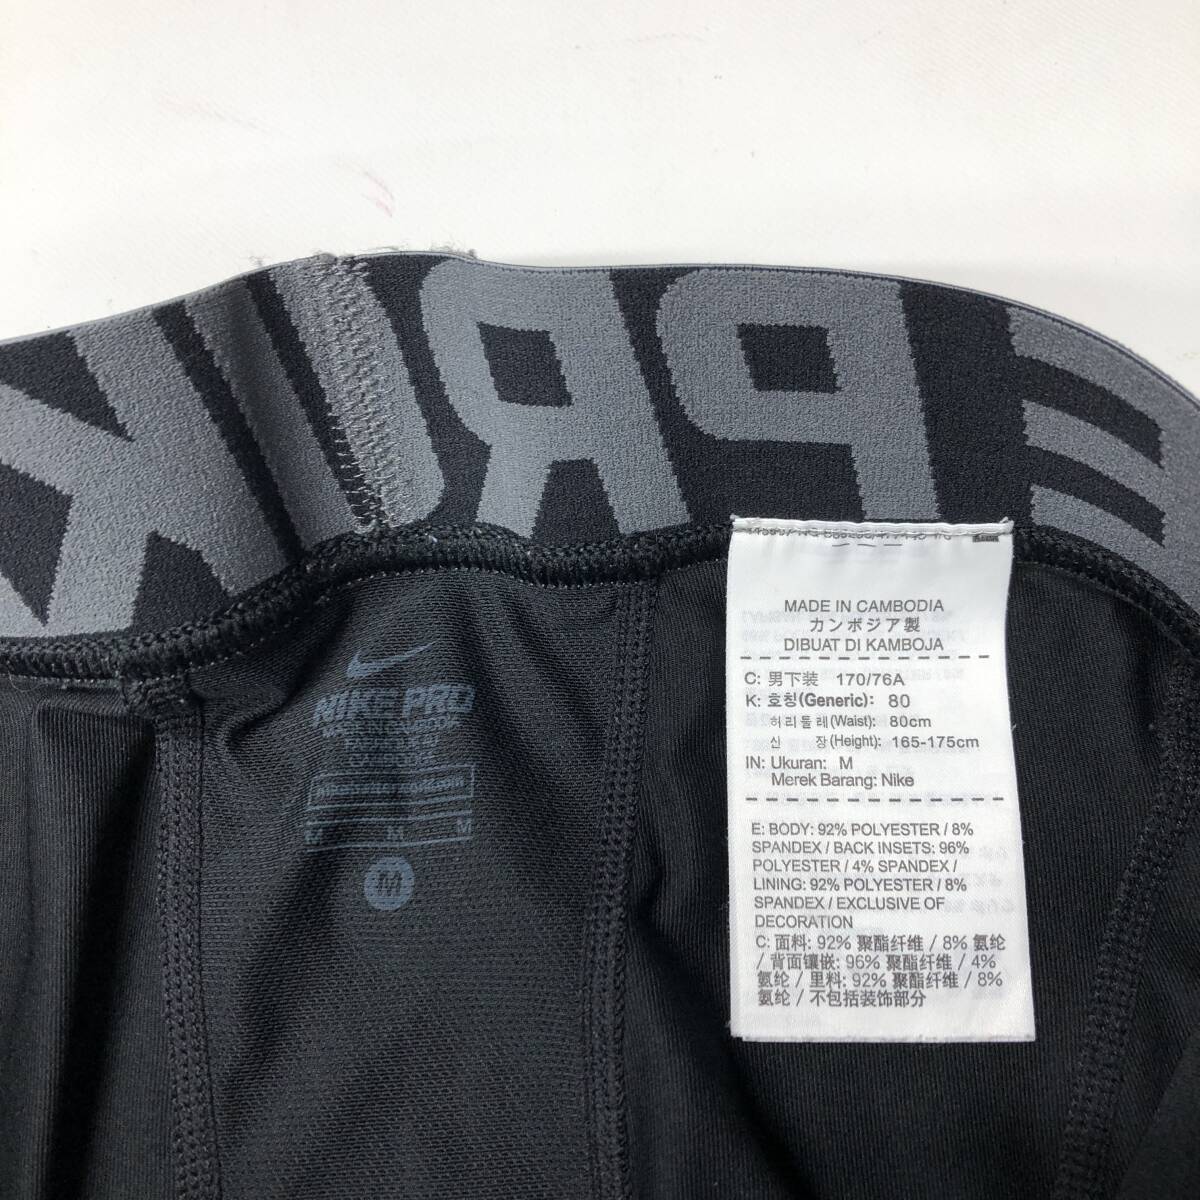 PRO
MADE IN CAMBODIA
カンボジア製
DIBUAT DI KAMBOJA
C: 男下装 170/76A
K: 호칭(Generic): 80
허리둘레(Waist): 80cm
신 장(Height): 165-175cm
IN: Ukuran: M
Merek Barang: Nike
E: BODY: 92% POLYESTER / 8%
SPANDEX / BACK INSETS: 96%
POLYESTER / 4% SPANDEX /
LINING: 92% POLYESTER / 8%
SPANDEX / EXCLUSIVE OF
DECORATION
C: 面料: 92% 聚酯纤维 / 8% 氨纶
/ 背面镶嵌: 96% 聚酯纤维 / 4%
氨纶 / 里料: 92% 聚酯纤维 / 8%
氨纶 / 不包括装饰部分
NIKE PRO
M M M
M